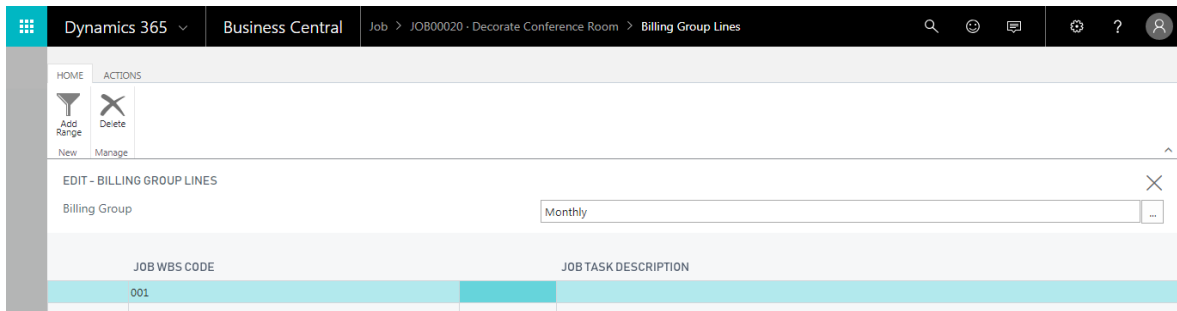 Dynamics 365 Business Central Job > JOB00020 - Decorate Conference Room > Billing Group Lines ?
HOME ACTIONS
Add Range Delete
New Manage
EDIT - BILLING GROUP LINES
Billing Group Monthly ...
JOB WBS CODE JOB TASK DESCRIPTION
001